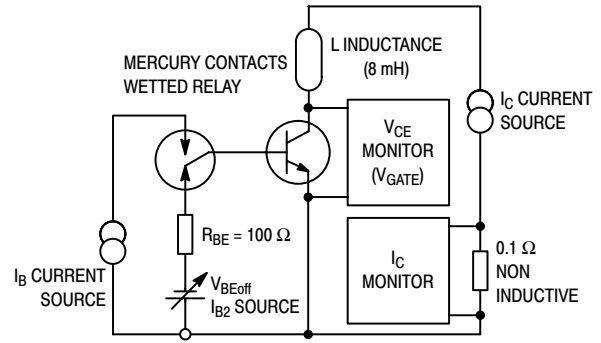 MERCURY CONTACTS
WETTED RELAY
L INDUCTANCE
(8 mH)
I_C CURRENT
SOURCE
V_CE
MONITOR
(V_GATE)
R_BE = 100 Ω
I_C
MONITOR
0.1 Ω
NON
INDUCTIVE
I_B CURRENT
SOURCE
V_BEoff
I_B2 SOURCE